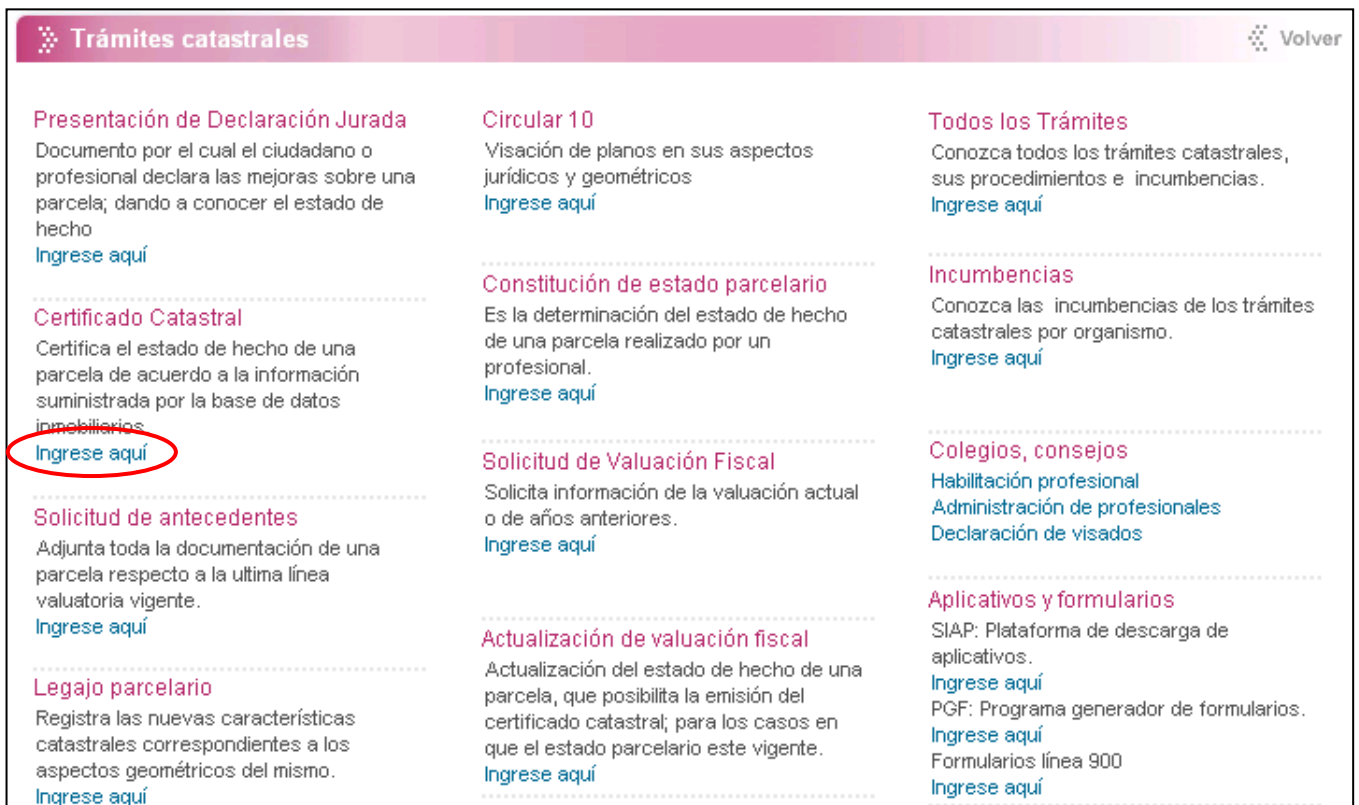 Trámites catastrales
Volver
Presentación de Declaración Jurada
Documento por el cual el ciudadano o
profesional declara las mejoras sobre una
parcela; dando a conocer el estado de
hecho
Ingrese aquí
Certificado Catastral
Certifica el estado de hecho de una
parcela de acuerdo a la información
suministrada por la base de datos
inmobiliarios
Ingrese aquí
Solicitud de antecedentes
Adjunta toda la documentación de una
parcela respecto a la ultima línea
valuatoria vigente.
Ingrese aquí
Legajo parcelario
Registra las nuevas características
catastrales correspondientes a los
aspectos geométricos del mismo.
Ingrese aquí
Circular 10
Visación de planos en sus aspectos
jurídicos y geométricos
Ingrese aquí
Constitución de estado parcelario
Es la determinación del estado de hecho
de una parcela realizado por un
profesional.
Ingrese aquí
Solicitud de Valuación Fiscal
Solicita información de la valuación actual
o de años anteriores.
Ingrese aquí
Actualización de valuación fiscal
Actualización del estado de hecho de una
parcela, que posibilita la emisión del
certificado catastral; para los casos en
que el estado parcelario este vigente.
Ingrese aquí
Todos los Trámites
Conozca todos los trámites catastrales,
sus procedimientos e incumbencias.
Ingrese aquí
Incumbencias
Conozca las incumbencias de los trámites
catastrales por organismo.
Ingrese aquí
Colegios, consejos
Habilitación profesional
Administración de profesionales
Declaración de visados
Aplicativos y formularios
SIAP: Plataforma de descarga de
aplicativos.
Ingrese aquí
PGF: Programa generador de formularios.
Ingrese aquí
Formularios línea 900
Ingrese aquí